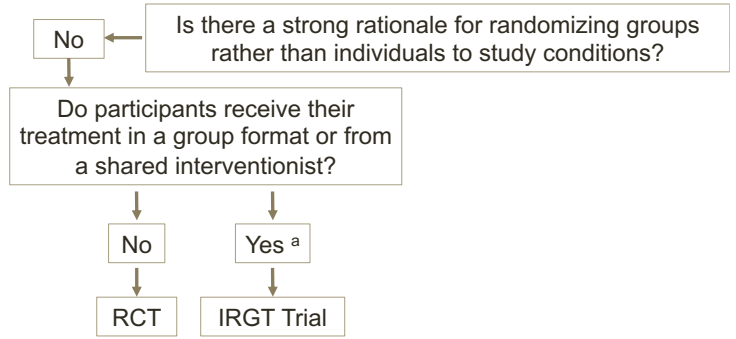 Is there a strong rationale for randomizing groups
rather than individuals to study conditions?
No
Do participants receive their
treatment in a group format or from
a shared interventionist?
No
Yes ᵃ
RCT
IRGT Trial